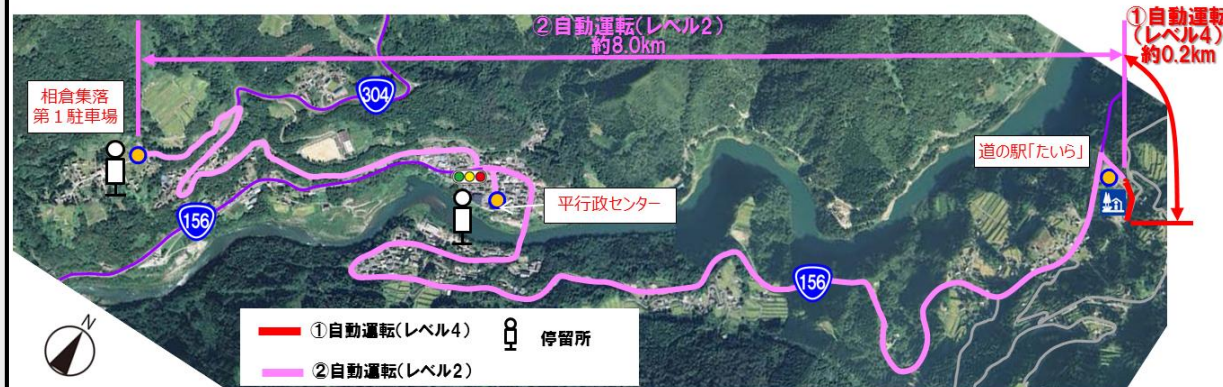 ②自動運転(レベル2)
約8.0km
①自動運転
(レベル4)
約0.2km
相倉集落
第1駐車場
304
道の駅「たいら」
平行政センター
156
156
N
①自動運転(レベル4)
停留所
②自動運転(レベル2)